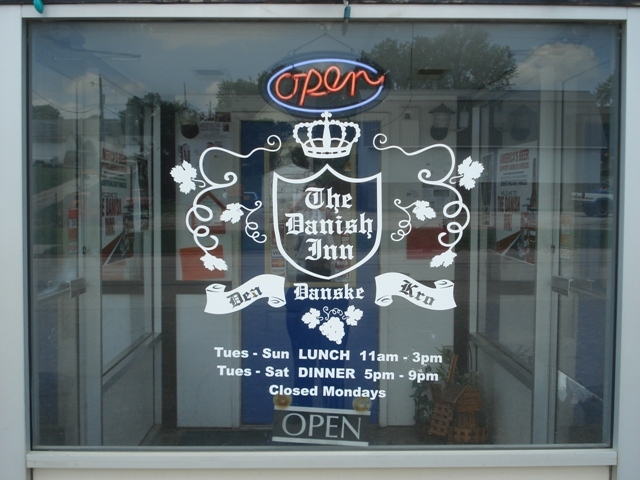 open
The
Danish
Inn
Den Danske Kro
Tues - Sun LUNCH 11am - 3pm
Tues - Sat DINNER 5pm - 9pm
Closed Mondays
OPEN